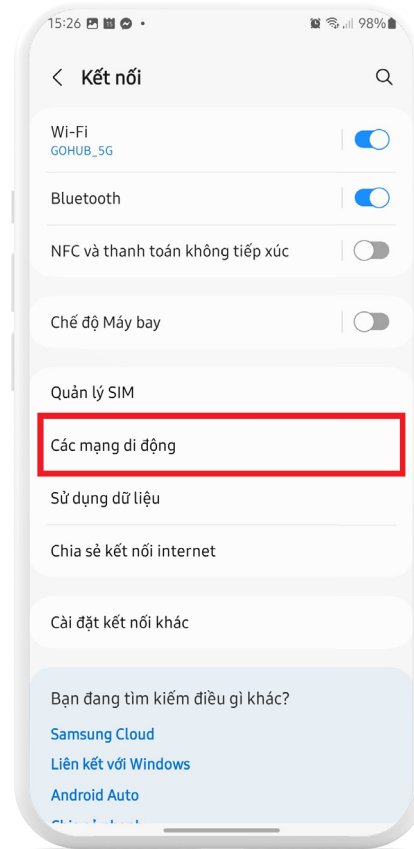 15:26
98%
Kết nối
Wi-Fi
GOHUB_5G
Bluetooth
NFC và thanh toán không tiếp xúc
Chế độ Máy bay
Quản lý SIM
Các mạng di động
Sử dụng dữ liệu
Chia sẻ kết nối internet
Cài đặt kết nối khác
Bạn đang tìm kiếm điều gì khác?
Samsung Cloud
Liên kết với Windows
Android Auto